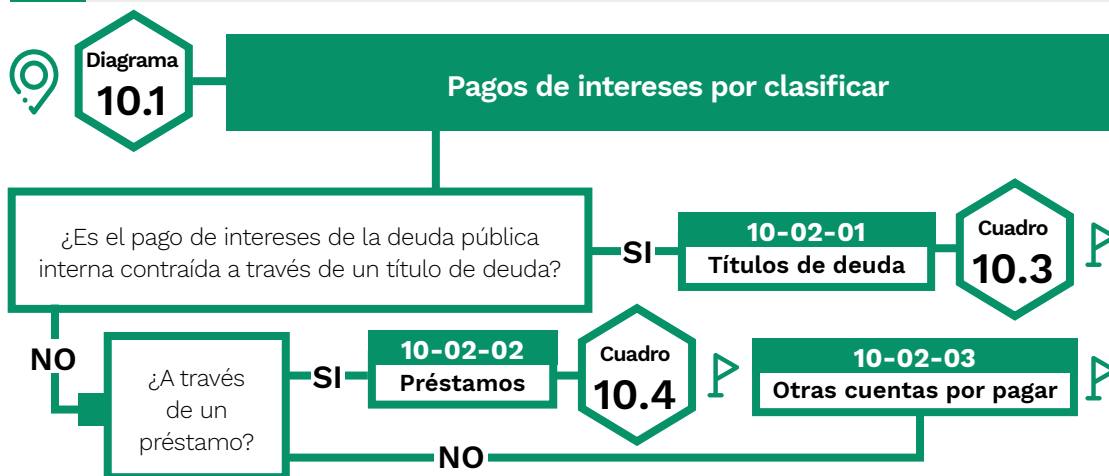 Diagrama
10.1
Pagos de intereses por clasificar
¿Es el pago de intereses de la deuda pública
interna contraída a través de un título de deuda?
SI
10-02-01
Títulos de deuda
Cuadro
10.3
NO
¿A través
de un
préstamo?
SI
10-02-02
Préstamos
Cuadro
10.4
NO
10-02-03
Otras cuentas por pagar